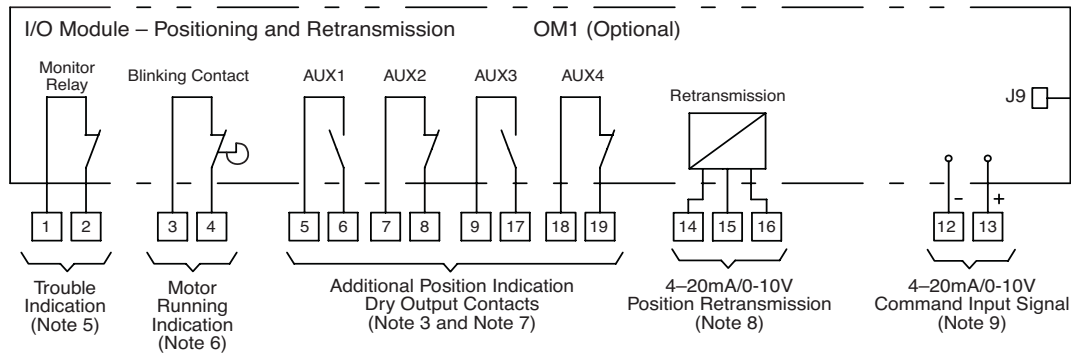 I/O Module – Positioning and Retransmission OM1 (Optional)
Monitor
Relay
Blinking Contact
AUX1
AUX2
AUX3
AUX4
Retransmission
J9
– +
1 2 3 4 5 6 7 8 9 17 18 19 14 15 16 12 13
Trouble
Indication
(Note 5)
Motor
Running
Indication
(Note 6)
Additional Position Indication
Dry Output Contacts
(Note 3 and Note 7)
4–20mA/0-10V
Position Retransmission
(Note 8)
4–20mA/0-10V
Command Input Signal
(Note 9)